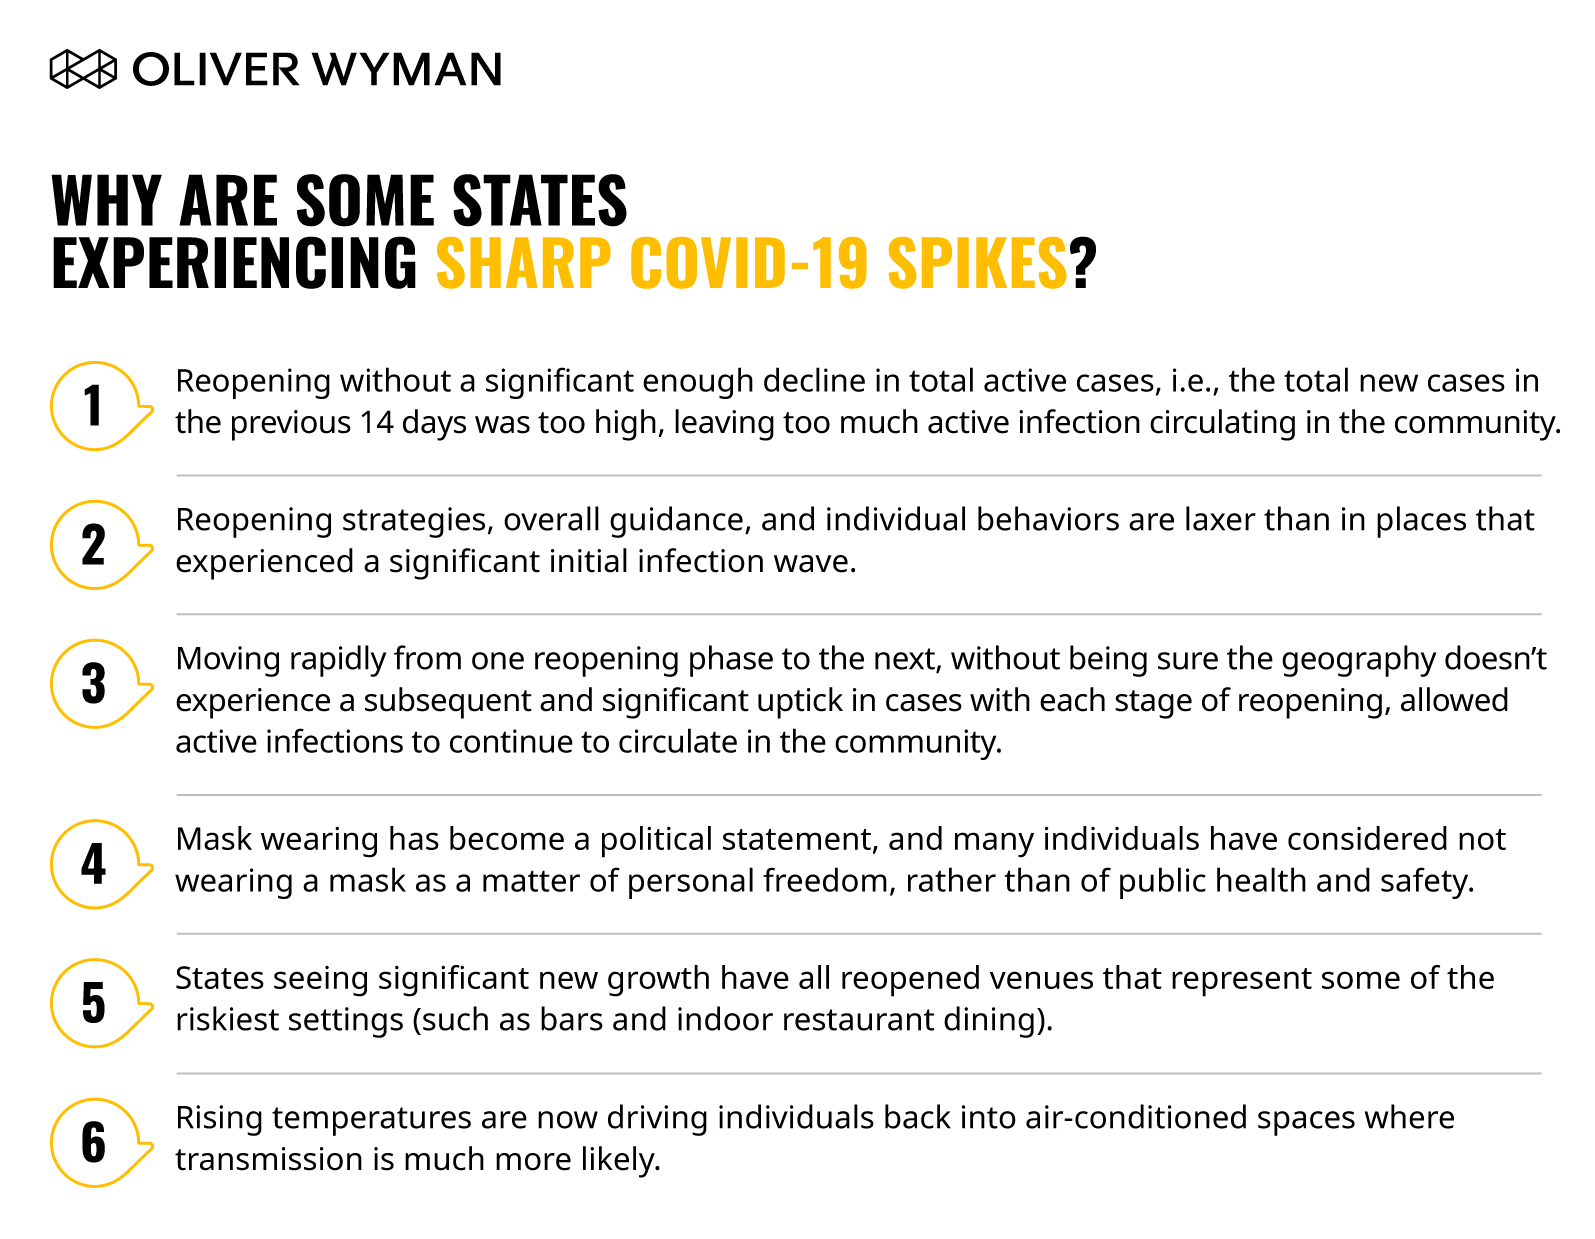 OLIVER WYMAN
WHY ARE SOME STATES
EXPERIENCING SHARP COVID-19 SPIKES?
1
Reopening without a significant enough decline in total active cases, i.e., the total new cases in
the previous 14 days was too high, leaving too much active infection circulating in the community.
2
Reopening strategies, overall guidance, and individual behaviors are laxer than in places that
experienced a significant initial infection wave.
3
Moving rapidly from one reopening phase to the next, without being sure the geography doesn’t
experience a subsequent and significant uptick in cases with each stage of reopening, allowed
active infections to continue to circulate in the community.
4
Mask wearing has become a political statement, and many individuals have considered not
wearing a mask as a matter of personal freedom, rather than of public health and safety.
5
States seeing significant new growth have all reopened venues that represent some of the
riskiest settings (such as bars and indoor restaurant dining).
6
Rising temperatures are now driving individuals back into air-conditioned spaces where
transmission is much more likely.